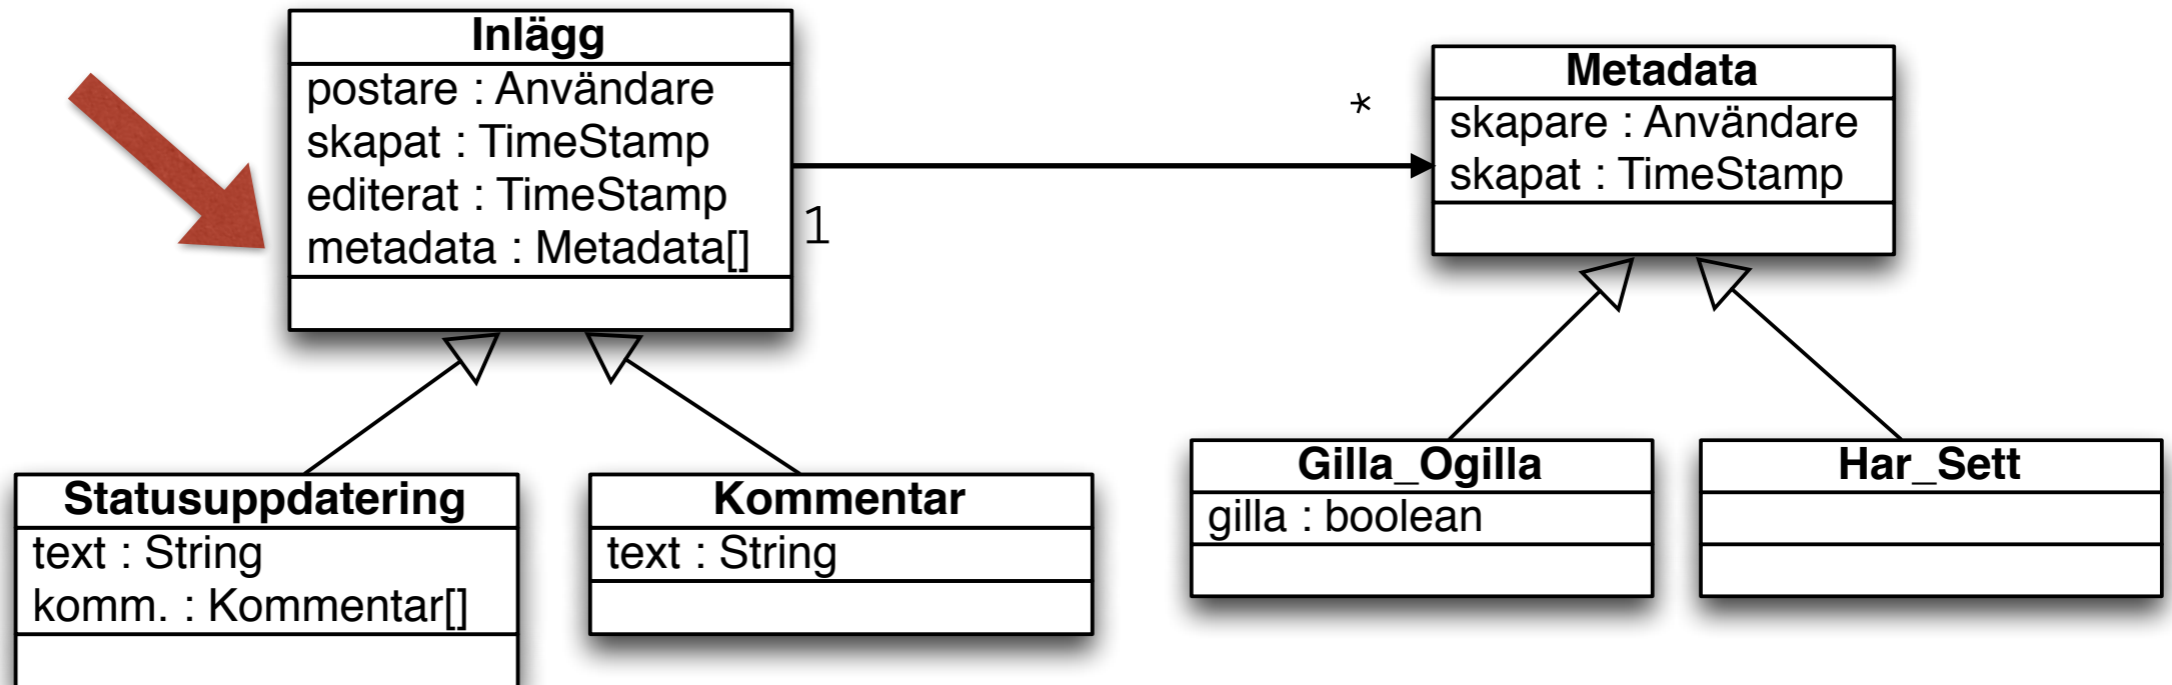 Inlägg
postare : Användare
skapat : TimeStamp
editerat : TimeStamp
metadata : Metadata[]
1
*
Metadata
skapare : Användare
skapat : TimeStamp
Statusuppdatering
text : String
komm. : Kommentar[]
Kommentar
text : String
Gilla_Ogilla
gilla : boolean
Har_Sett